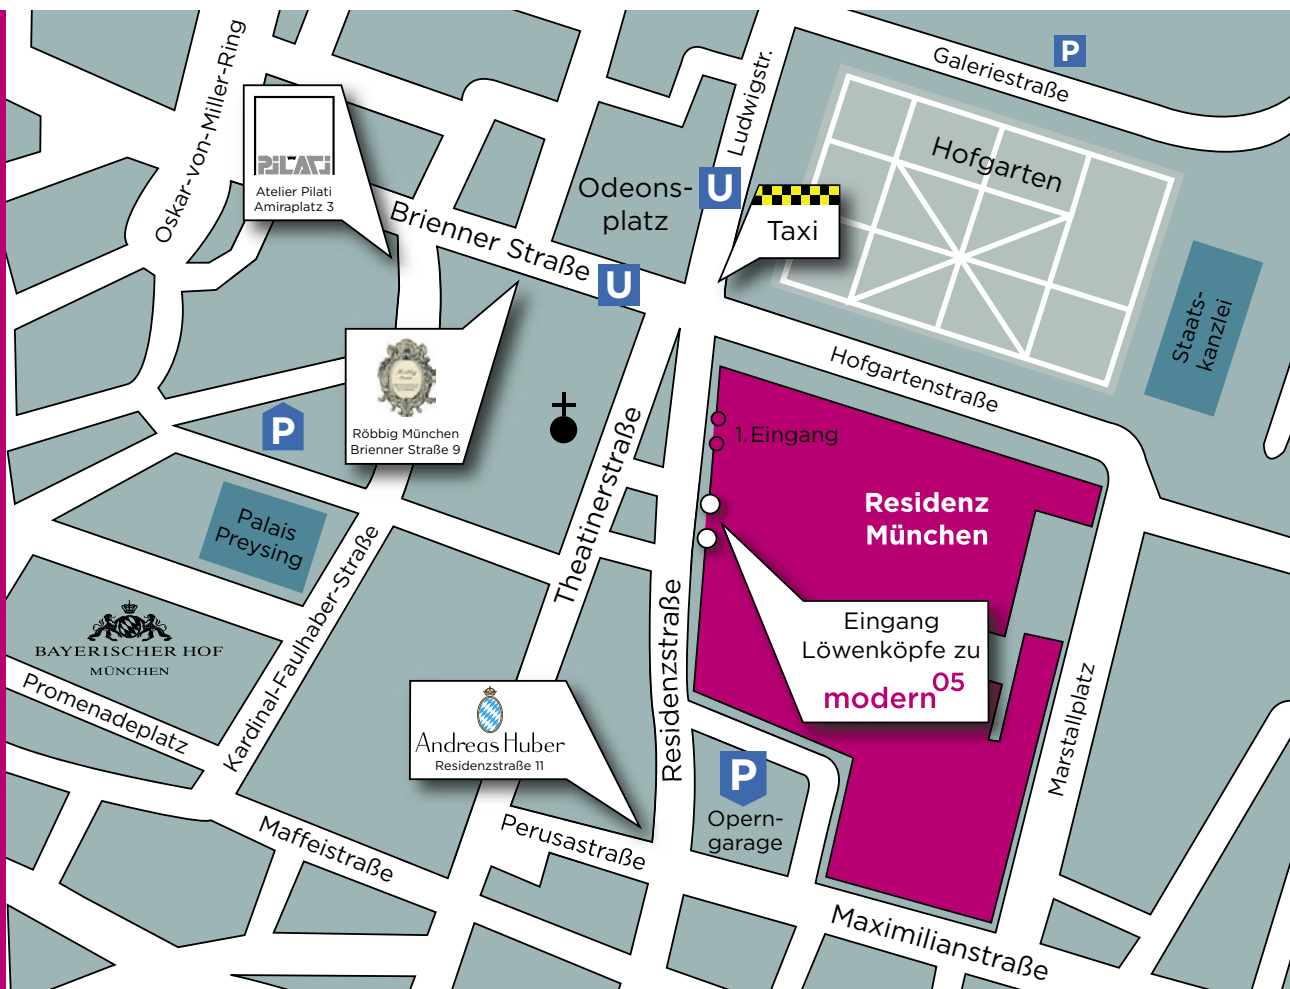 P
Galeriestraße
Oskar-von-Miller-Ring
Ludwigstr.
PILATI
Atelier Pilati
Amiraplatz 3
Hofgarten
Odeons-
platz
U
Taxi
Brienner Straße
U
Staats-
kanzlei
Hofgartenstraße
Röbbig München
Brienner Straße 9
P
1. Eingang
Theatinerstraße
Residenz
München
Palais
Preysing
Kardinal-Faulhaber-Straße
Residenzstraße
Eingang
Löwenköpfe zu
modern05
BAYERISCHER HOF
MÜNCHEN
Promenadeplatz
Andreas Huber
Residenzstraße 11
Marstallplatz
P
Opern-
garage
Perusastraße
Maffeistraße
Maximilianstraße